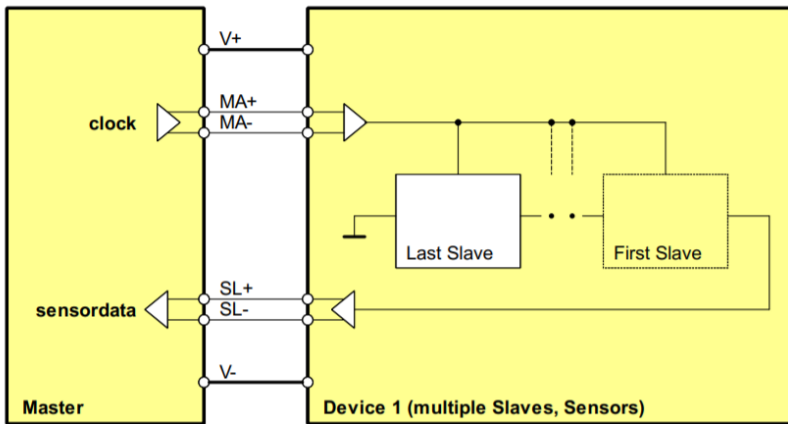 V+
MA+
MA-
clock
Last Slave
First Slave
SL+
SL-
sensordata
V-
Master
Device 1 (multiple Slaves, Sensors)